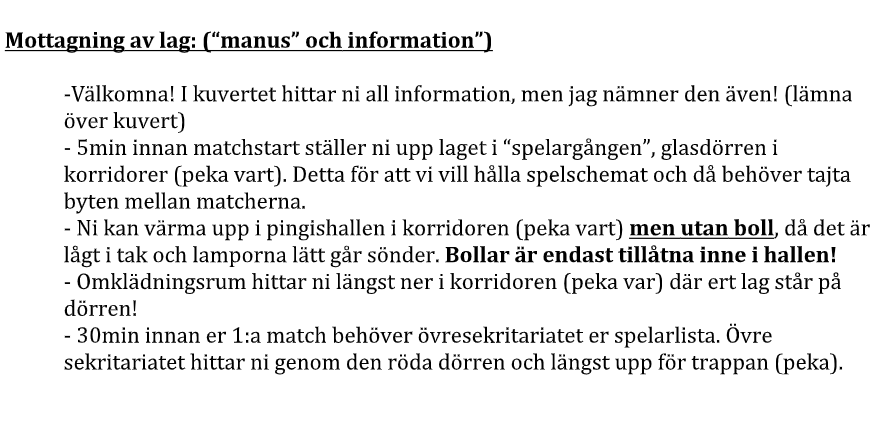 Mottagning av lag: (“manus” och information”)
-Välkomna! I kuvertet hittar ni all information, men jag nämner den även! (lämna
över kuvert)
- 5min innan matchstart ställer ni upp laget i “spelargången”, glasdörren i
korridorer (peka vart). Detta för att vi vill hålla spelschemat och då behöver tajta
byten mellan matcherna.
- Ni kan värma upp i pingishallen i korridoren (peka vart) men utan boll, då det är
lågt i tak och lamporna lätt går sönder. Bollar är endast tillåtna inne i hallen!
- Omklädningsrum hittar ni längst ner i korridoren (peka var) där ert lag står på
dörren!
- 30min innan er 1:a match behöver övresekritariatet er spelarlista. Övre
sekritariatet hittar ni genom den röda dörren och längst upp för trappan (peka).